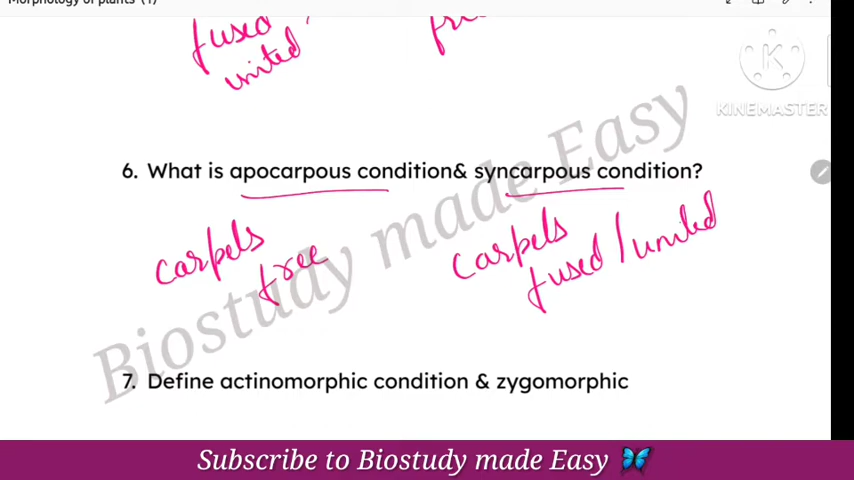 Morphology of plants (1)
fused
united
KINEMASTER
6. What is apocarpous condition& syncarpous condition?
carpels
free
carpels
fused / united
Biostudy made Easy
7. Define actinomorphic condition & zygomorphic
Subscribe to Biostudy made Easy 🦋